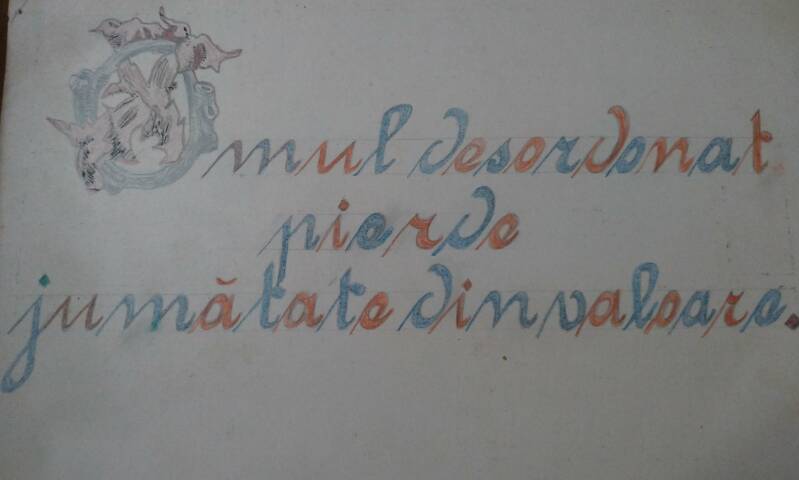 Omul desordonat
pierde
jumătate din valoare.